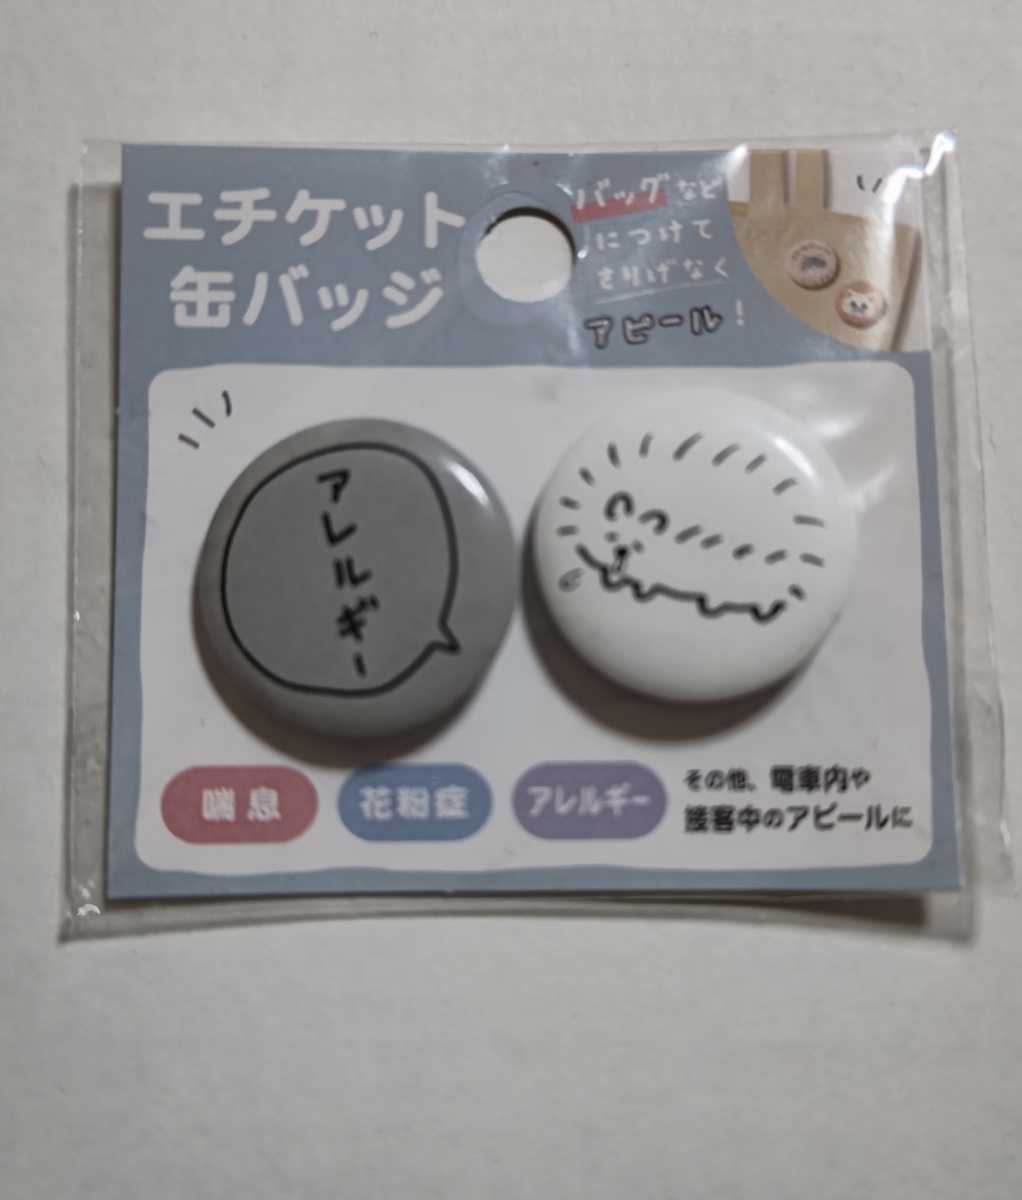 エチケット
缶バッジ
バッグなど
につけて
さりげなく
アピール!
アレルギー
喘息
花粉症
アレルギー
その他、電車内や
接客中のアピールに